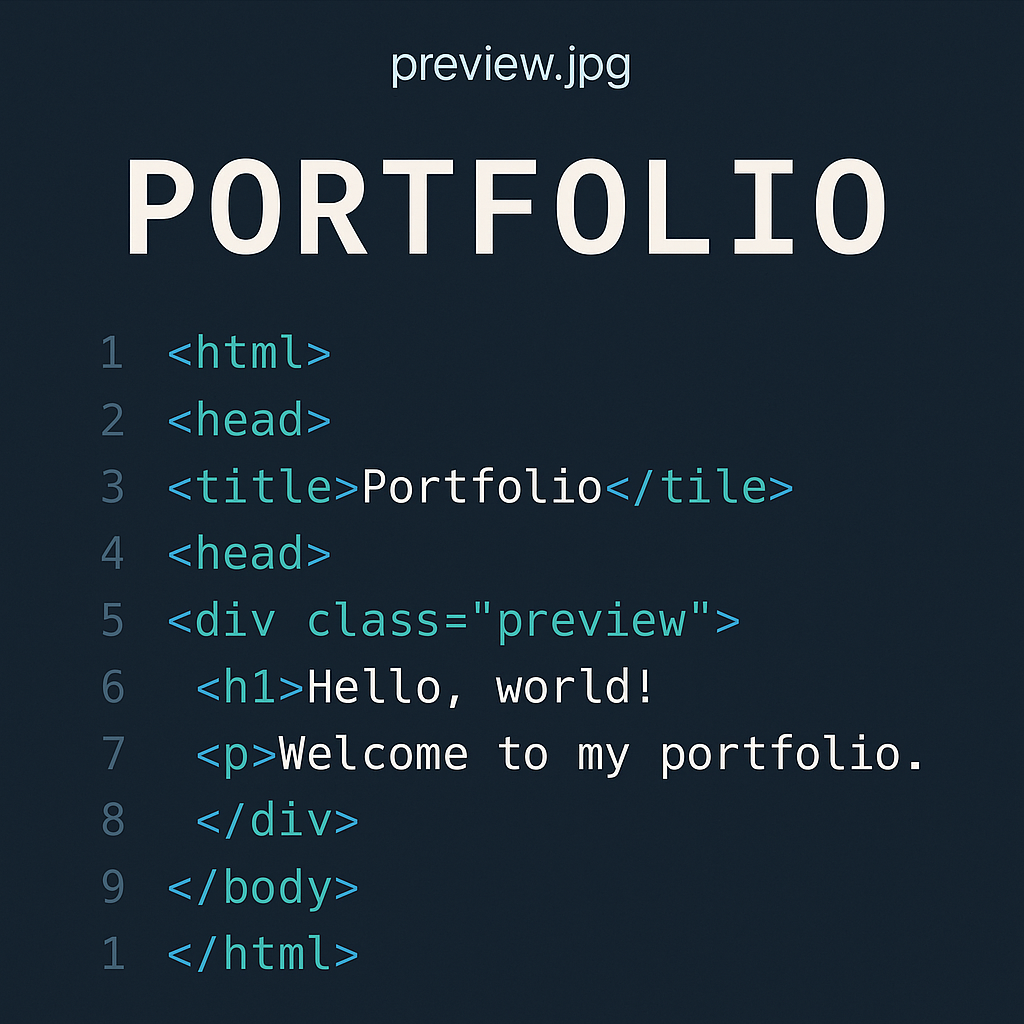 preview.jpg
PORTFOLIO
1 <html>
2 <head>
3 <title>Portfolio</tile>
4 <head>
5 <div class="preview">
6 <h1>Hello, world!
7 <p>Welcome to my portfolio.
8 </div>
9 </body>
1 </html>